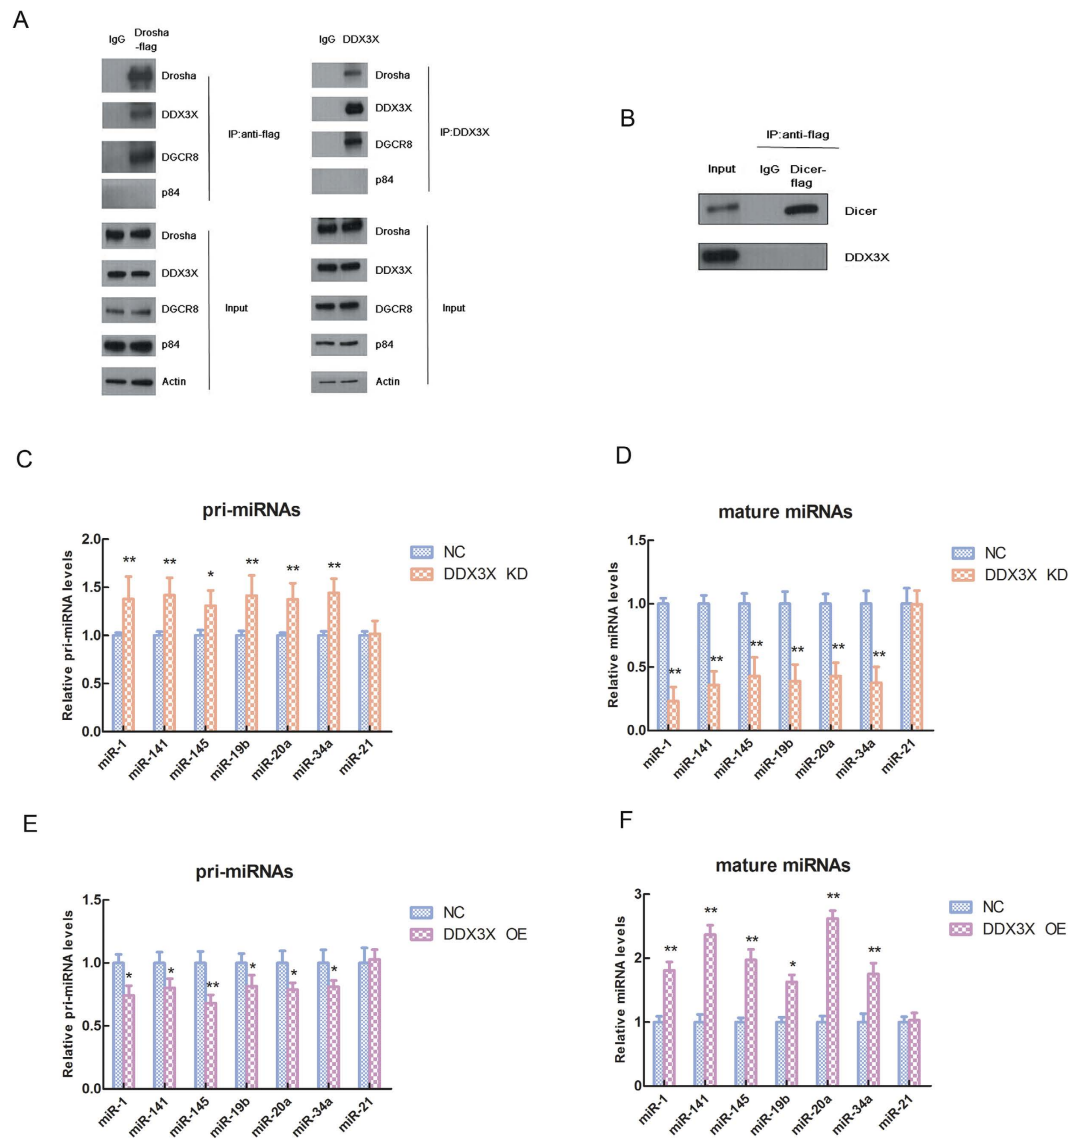 A
IgG Drosha -flag
Drosha
DDX3X
DGCR8
p84
IP:anti-flag
Drosha
DDX3X
DGCR8
p84
Actin
Input
IgG DDX3X
Drosha
DDX3X
DGCR8
p84
IP:DDX3X
Drosha
DDX3X
DGCR8
p84
Actin
Input
B
IP:anti-flag
Input IgG Dicer-
flag
Dicer
DDX3X
C
pri-miRNAs
Relative pri-miRNA levels
2.0
1.5
1.0
0.5
0.0
** ** * ** ** **
miR-1 miR-141 miR-145 miR-19b miR-20a miR-34a miR-21
NC
DDX3X KD
D
mature miRNAs
Relative miRNA levels
1.5
1.0
0.5
0.0
** ** ** ** ** **
miR-1 miR-141 miR-145 miR-19b miR-20a miR-34a miR-21
NC
DDX3X KD
E
pri-miRNAs
Relative pri-miRNA levels
1.5
1.0
0.5
0.0
* * ** * * *
miR-1 miR-141 miR-145 miR-19b miR-20a miR-34a miR-21
NC
DDX3X OE
F
mature miRNAs
Relative miRNA levels
3
2
1
0
** ** ** * ** **
miR-1 miR-141 miR-145 miR-19b miR-20a miR-34a miR-21
NC
DDX3X OE